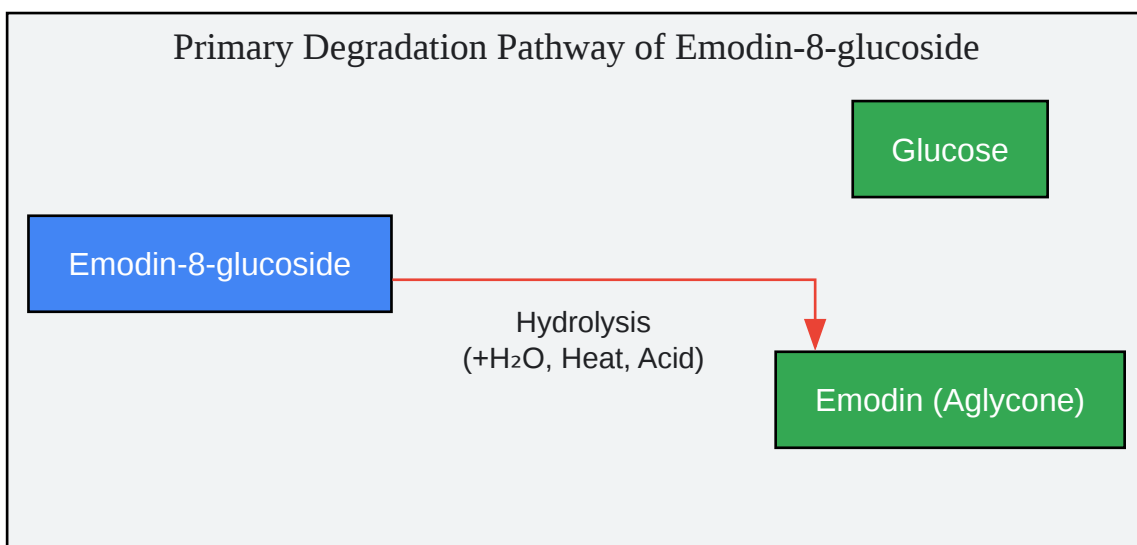 Primary Degradation Pathway of Emodin-8-glucoside
Glucose
Emodin-8-glucoside
Hydrolysis
(+H₂O, Heat, Acid)
Emodin (Aglycone)